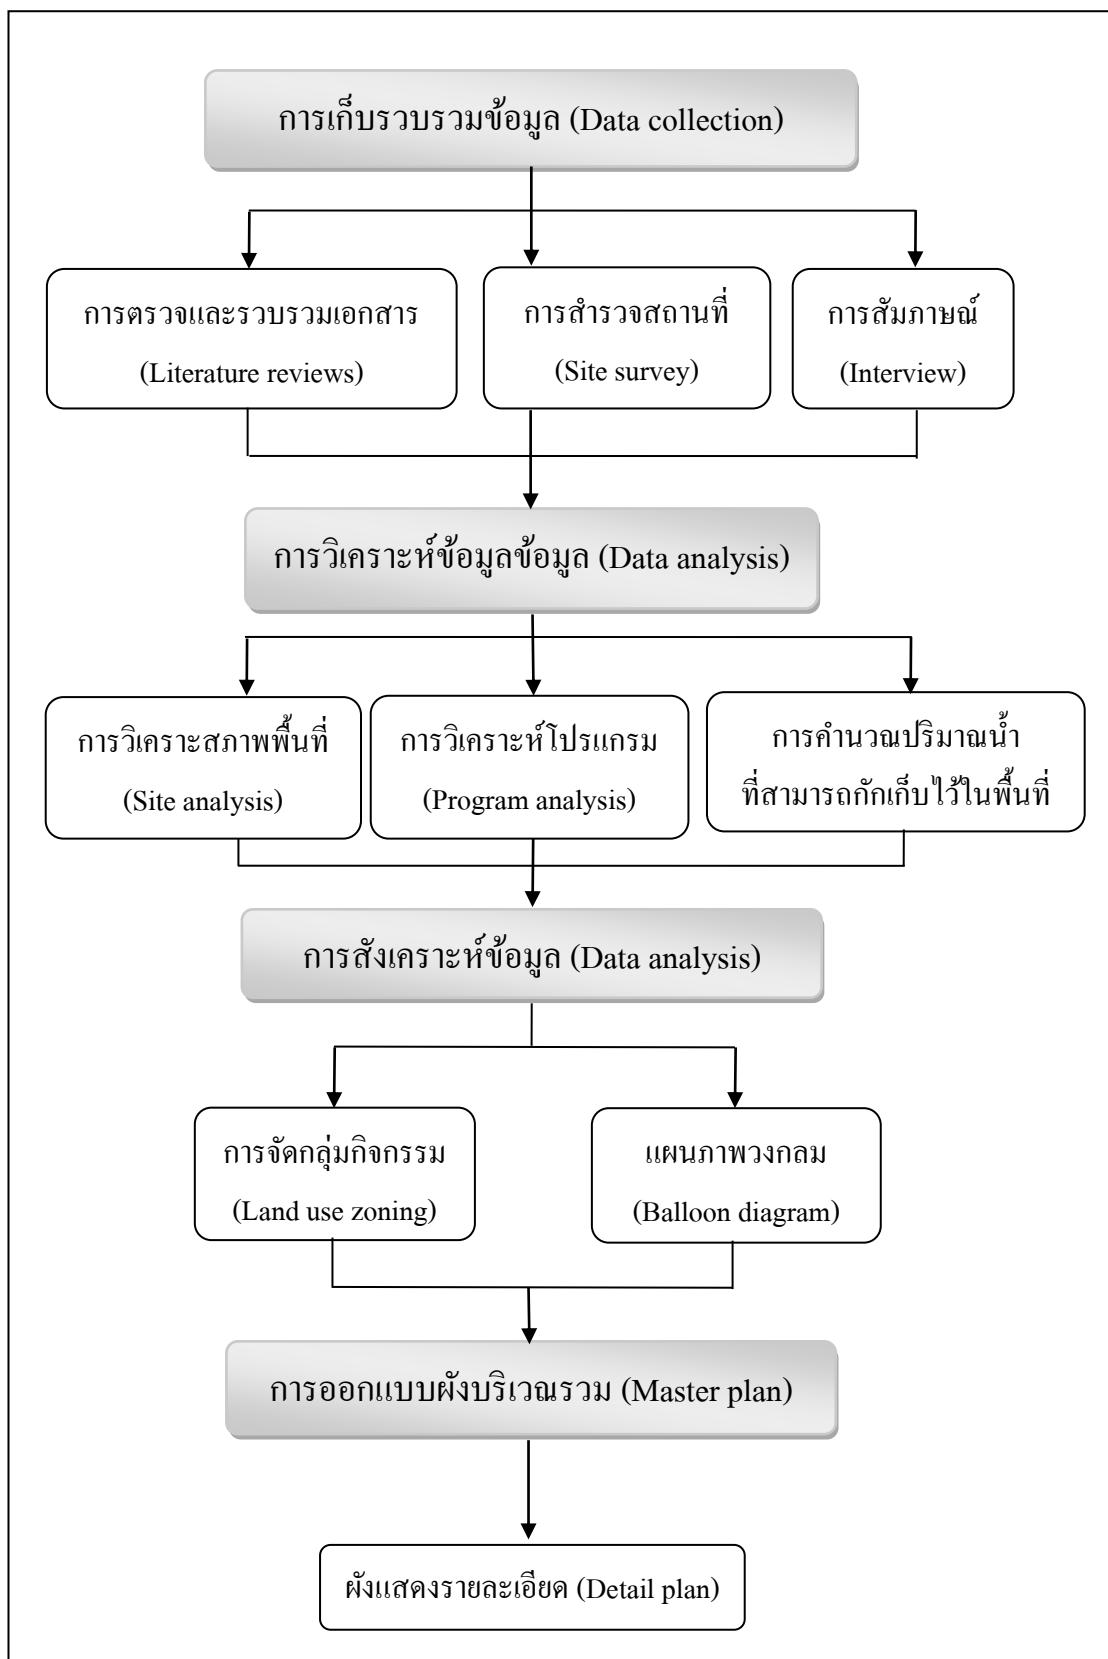 การเก็บรวบรวมข้อมูล (Data collection)
การตรวจและรวบรวมเอกสาร
(Literature reviews)
การสำรวจสถานที่
(Site survey)
การสัมภาษณ์
(Interview)
การวิเคราะห์ข้อมูลข้อมูล (Data analysis)
การวิเคราะสภาพพื้นที่
(Site analysis)
การวิเคราะห์โปรแกรม
(Program analysis)
การคำนวณปริมาณน้ำ
ที่สามารถกักเก็บไว้ในพื้นที่
การสังเคราะห์ข้อมูล (Data analysis)
การจัดกลุ่มกิจกรรม
(Land use zoning)
แผนภาพวงกลม
(Balloon diagram)
การออกแบบผังบริเวณรวม (Master plan)
ผังแสดงรายละเอียด (Detail plan)